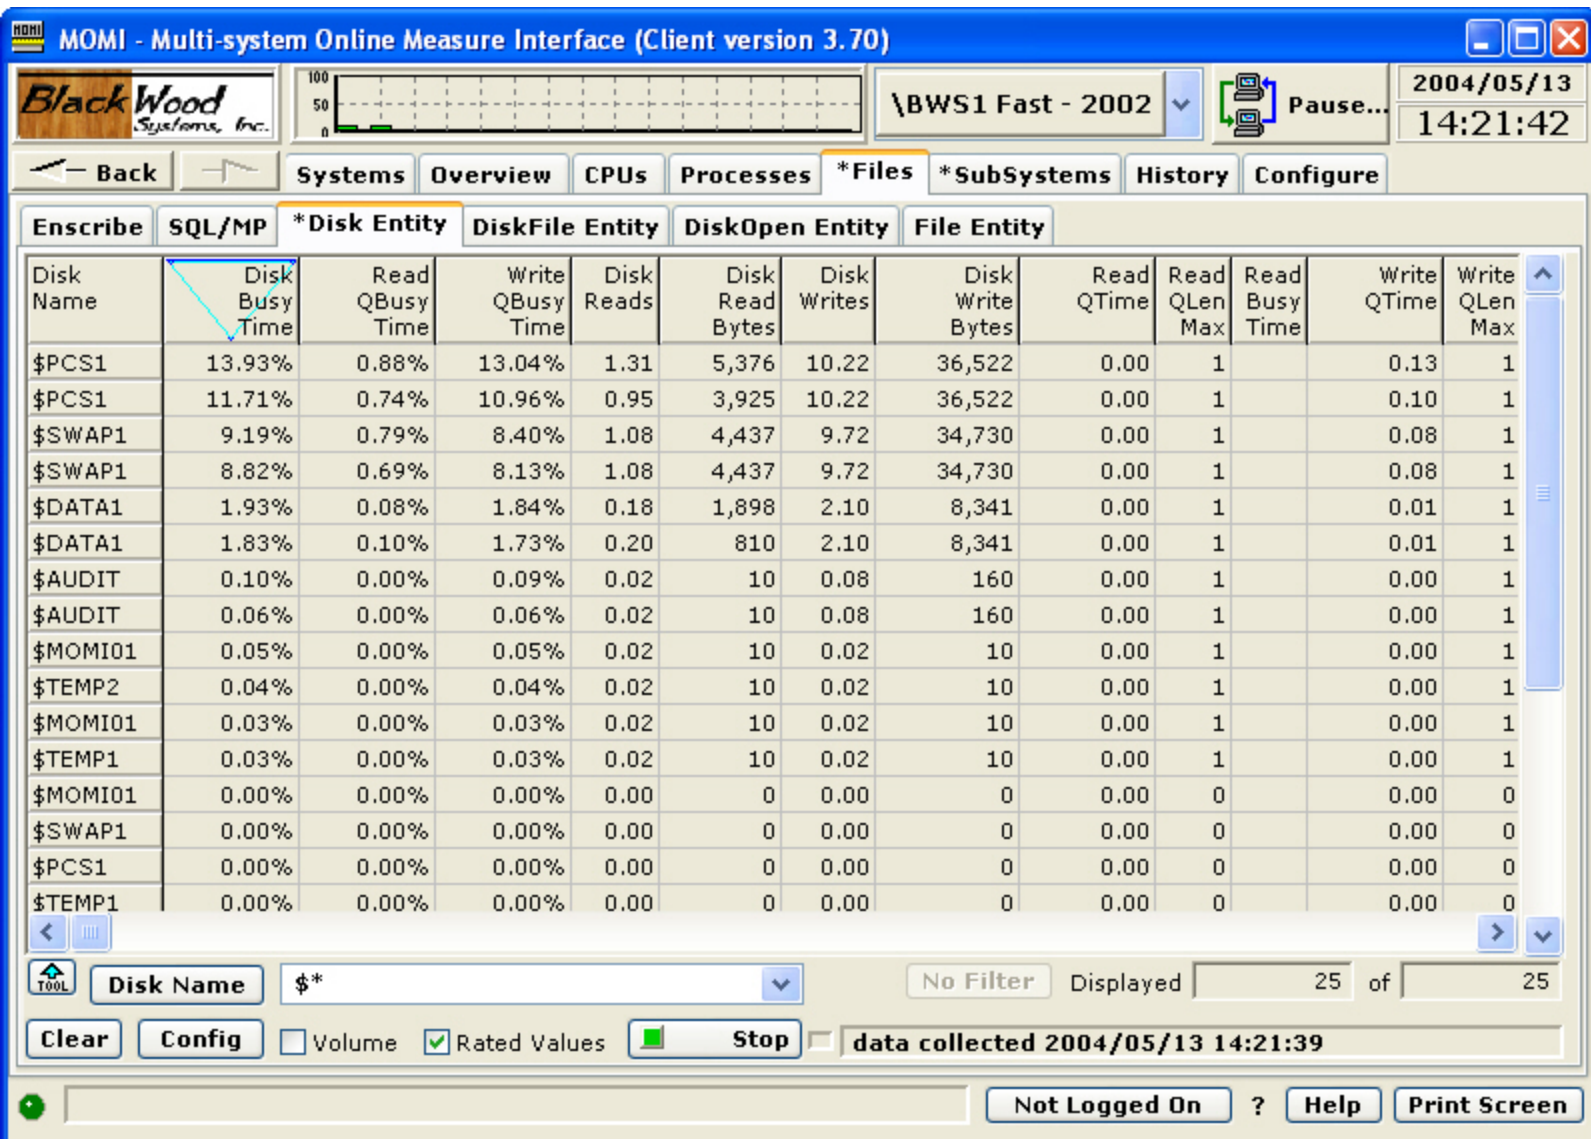 MOMI
MOMI - Multi-system Online Measure Interface (Client version 3.70)
BlackWood
Systems, Inc.
100
50
0
\BWS1 Fast - 2002
Pause...
2004/05/13
14:21:42
Back
Systems Overview CPUs Processes *Files *SubSystems History Configure
Enscribe SQL/MP *Disk Entity DiskFile Entity DiskOpen Entity File Entity
Disk Name Disk Busy Time Read QBusy Time Write QBusy Time Disk Reads Disk Read Bytes Disk Writes Disk Write Bytes Read QTime Read QLen Max Read Busy Time Write QTime Write QLen Max
$PCS1 13.93% 0.88% 13.04% 1.31 5,376 10.22 36,522 0.00 1 0.13 1
$PCS1 11.71% 0.74% 10.96% 0.95 3,925 10.22 36,522 0.00 1 0.10 1
$SWAP1 9.19% 0.79% 8.40% 1.08 4,437 9.72 34,730 0.00 1 0.08 1
$SWAP1 8.82% 0.69% 8.13% 1.08 4,437 9.72 34,730 0.00 1 0.08 1
$DATA1 1.93% 0.08% 1.84% 0.18 1,898 2.10 8,341 0.00 1 0.01 1
$DATA1 1.83% 0.10% 1.73% 0.20 810 2.10 8,341 0.00 1 0.01 1
$AUDIT 0.10% 0.00% 0.09% 0.02 10 0.08 160 0.00 1 0.00 1
$AUDIT 0.06% 0.00% 0.06% 0.02 10 0.08 160 0.00 1 0.00 1
$MOMI01 0.05% 0.00% 0.05% 0.02 10 0.02 10 0.00 1 0.00 1
$TEMP2 0.04% 0.00% 0.04% 0.02 10 0.02 10 0.00 1 0.00 1
$MOMI01 0.03% 0.00% 0.03% 0.02 10 0.02 10 0.00 1 0.00 1
$TEMP1 0.03% 0.00% 0.03% 0.02 10 0.02 10 0.00 1 0.00 1
$MOMI01 0.00% 0.00% 0.00% 0.00 0 0.00 0 0.00 0 0.00 0
$SWAP1 0.00% 0.00% 0.00% 0.00 0 0.00 0 0.00 0 0.00 0
$PCS1 0.00% 0.00% 0.00% 0.00 0 0.00 0 0.00 0 0.00 0
$TEMP1 0.00% 0.00% 0.00% 0.00 0 0.00 0 0.00 0 0.00 0
TOOL Disk Name $* No Filter Displayed 25 of 25
Clear Config Volume Rated Values Stop data collected 2004/05/13 14:21:39
Not Logged On ? Help Print Screen